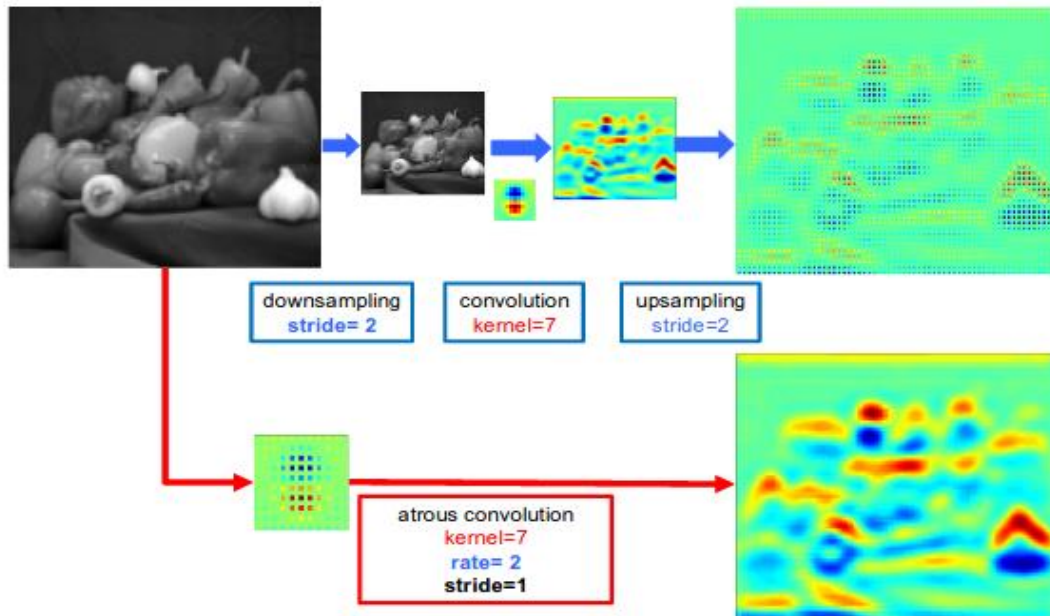 downsampling
stride= 2
convolution
kernel=7
upsampling
stride=2
atrous convolution
kernel=7
rate= 2
stride=1